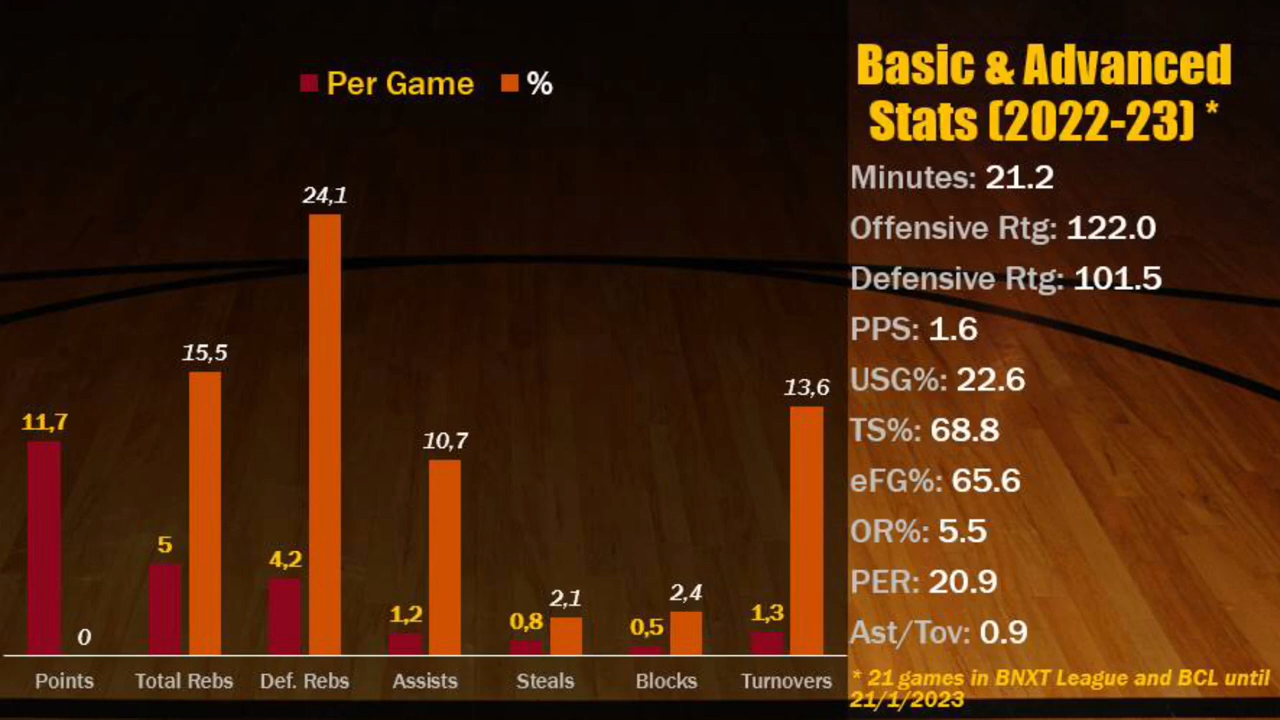 Per Game %
24,1
15,5
13,6
11,7
10,7
5
4,2
1,2
0,8
2,1
0,5
2,4
1,3
0
Points Total Rebs Def. Rebs Assists Steals Blocks Turnovers
Basic & Advanced
Stats (2022-23) *
Minutes: 21.2
Offensive Rtg: 122.0
Defensive Rtg: 101.5
PPS: 1.6
USG%: 22.6
TS%: 68.8
eFG%: 65.6
OR%: 5.5
PER: 20.9
Ast/Tov: 0.9
* 21 games in BNXT League and BCL until
21/1/2023